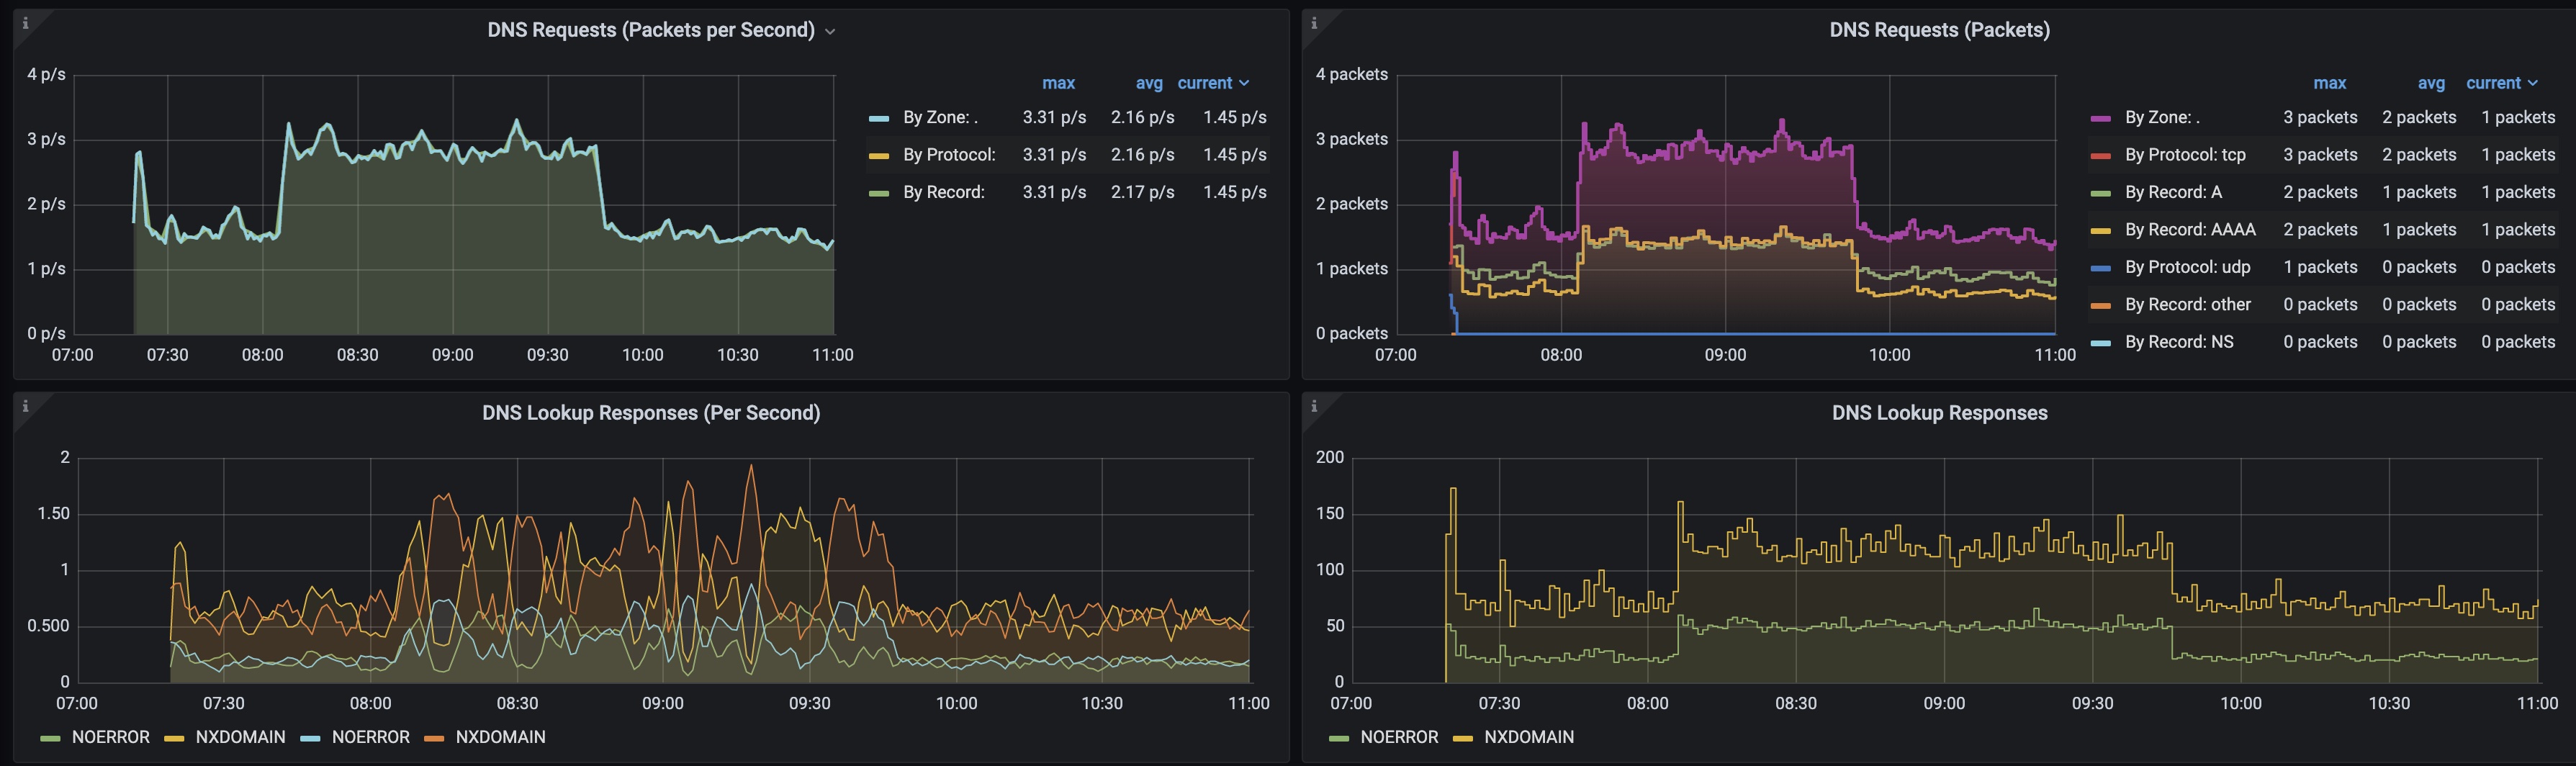 DNS Requests (Packets per Second)
4 p/s
3 p/s
2 p/s
1 p/s
0 p/s
07:00 07:30 08:00 08:30 09:00 09:30 10:00 10:30 11:00
max avg current
By Zone: . 3.31 p/s 2.16 p/s 1.45 p/s
By Protocol: 3.31 p/s 2.16 p/s 1.45 p/s
By Record: 3.31 p/s 2.17 p/s 1.45 p/s
DNS Requests (Packets)
4 packets
3 packets
2 packets
1 packets
0 packets
07:00 08:00 09:00 10:00 11:00
max avg current
By Zone: . 3 packets 2 packets 1 packets
By Protocol: tcp 3 packets 2 packets 1 packets
By Record: A 2 packets 1 packets 1 packets
By Record: AAAA 2 packets 1 packets 1 packets
By Protocol: udp 1 packets 0 packets 0 packets
By Record: other 0 packets 0 packets 0 packets
By Record: NS 0 packets 0 packets 0 packets
DNS Lookup Responses (Per Second)
2
1.50
1
0.500
0
07:00 07:30 08:00 08:30 09:00 09:30 10:00 10:30 11:00
NOERROR NXDOMAIN NOERROR NXDOMAIN
DNS Lookup Responses
200
150
100
50
0
07:00 07:30 08:00 08:30 09:00 09:30 10:00 10:30 11:00
NOERROR NXDOMAIN